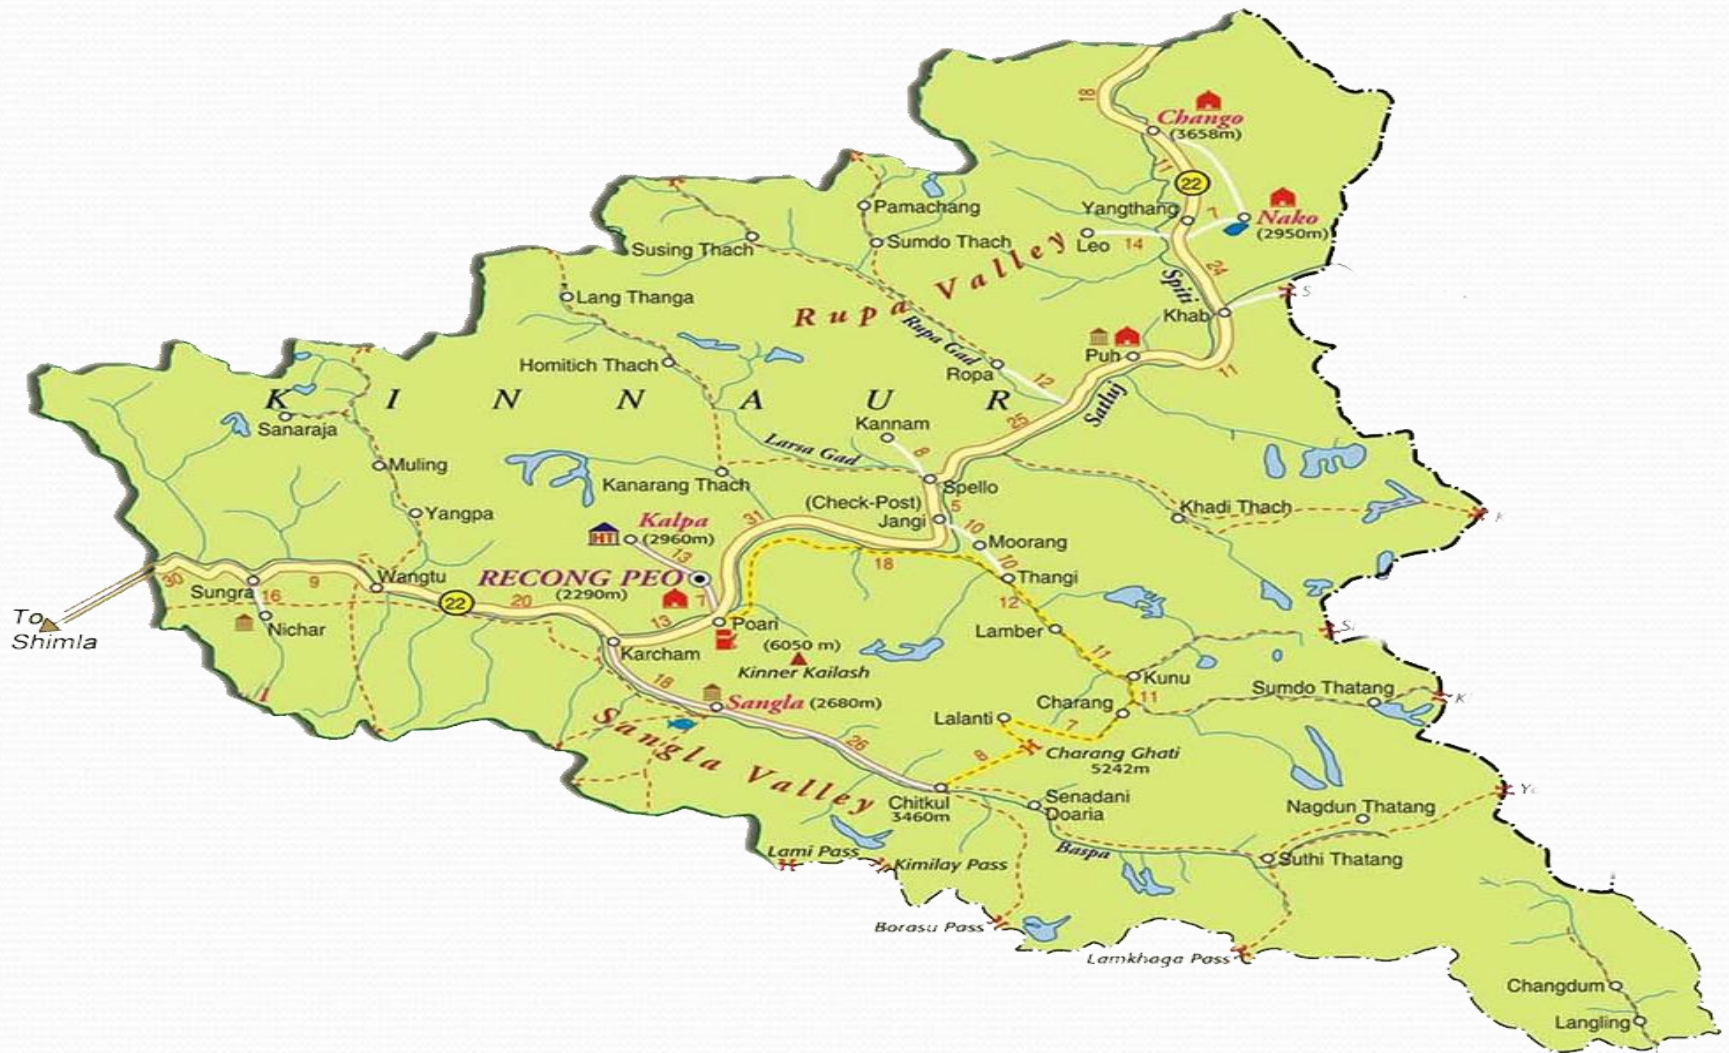 18
Chango
(3658m)
11
22
Pamachang
Yangthang
7
Nako
(2950m)
Susing Thach
Sumdo Thach
Leo
14
Rupa Valley
24
Spiti
Lang Thanga
S
Khab
Rupa Gad
Puh
Homitich Thach
Ropa
12
11
KINNAUR
Satluj
Sanaraja
Kannam
25
Larsa Gad
8
Muling
Kanarang Thach
Spello
(Check-Post)
Jangi
5
Khadi Thach
K
Yangpa
Kalpa
(2960m)
31
10
Moorang
13
18
10
Thangi
30
Sungra
9
Wangtu
RECONG PEO
(2290m)
7
16
22
20
12
To
Shimla
Nichar
13
Poari
Lamber
Karcham
(6050 m)
Kinner Kailash
11
Kunu
18
Sangla (2680m)
Charang
11
Sumdo Thatang
K
Lalanti
7
Sangla Valley
26
8
Charang Ghati
5242m
Chitkul
3460m
Senadani
Doaria
Nagdun Thatang
Baspa
Lami Pass
Kimilay Pass
Suthi Thatang
Borasu Pass
Lamkhaga Pass
Changdum
Langling
HT